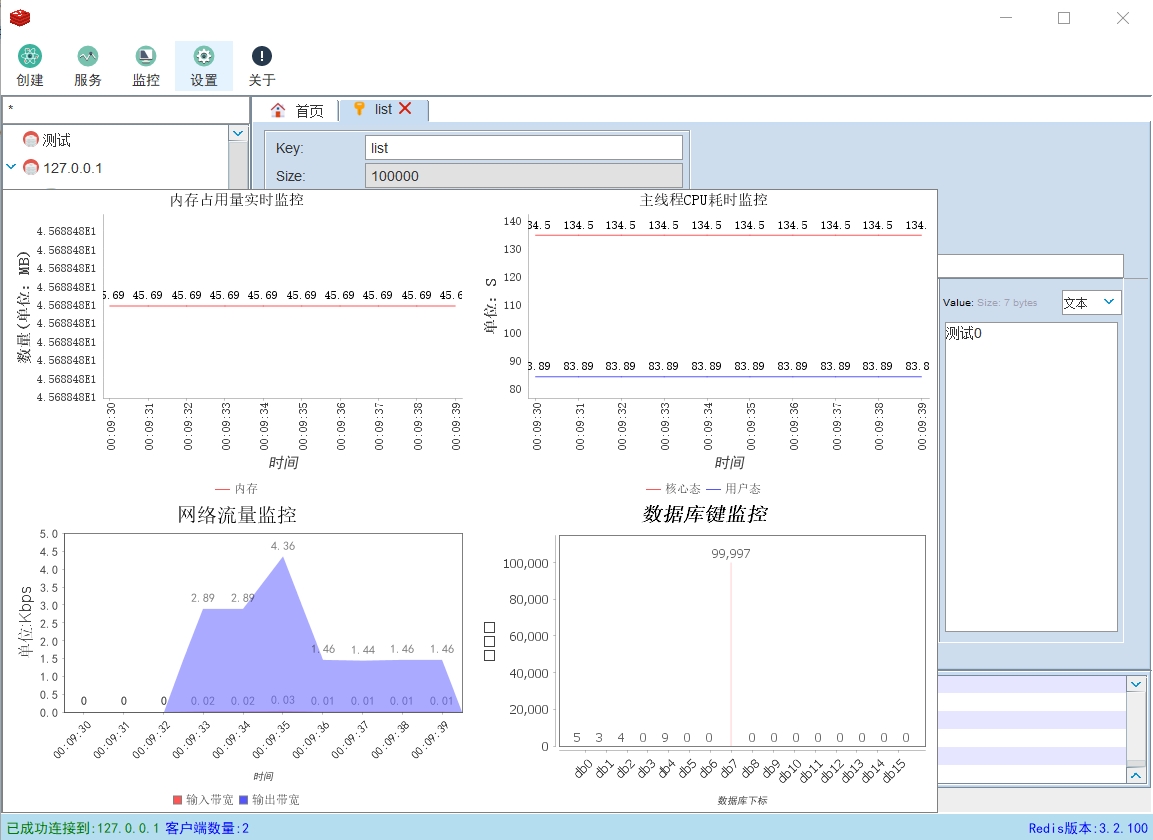 创建 服务 监控 设置 关于
*
首页 list
测试
127.0.0.1
Key: list
Size: 100000
内存占用量实时监控
数量(单位: MB)
4.568848E1
4.568848E1
4.568848E1
4.568848E1
4.568848E1
4.568848E1
4.568848E1
4.568848E1
4.568848E1
4.568848E1
5.69 45.69 45.69 45.69 45.69 45.69 45.69 45.69 45.69 45.6
00:09:30 00:09:31 00:09:32 00:09:33 00:09:34 00:09:35 00:09:36 00:09:37 00:09:38 00:09:39
时间
内存
主线程CPU耗时监控
单位: S
140
130
120
110
100
90
80
34.5 134.5 134.5 134.5 134.5 134.5 134.5 134.5 134.5 134.
3.89 83.89 83.89 83.89 83.89 83.89 83.89 83.89 83.89 83.8
00:09:30 00:09:31 00:09:32 00:09:33 00:09:34 00:09:35 00:09:36 00:09:37 00:09:38 00:09:39
时间
核心态 用户态
网络流量监控
单位:Kbps
5.0
4.5
4.0
3.5
3.0
2.5
2.0
1.5
1.0
0.5
0.0
4.36
2.89 2.89
1.46 1.44 1.46 1.46
0 0 0 0.02 0.02 0.03 0.01 0.01 0.01 0.01
00:09:30 00:09:31 00:09:32 00:09:33 00:09:34 00:09:35 00:09:36 00:09:37 00:09:38 00:09:39
时间
输入带宽 输出带宽
数据库键监控
□□□
100,000
80,000
60,000
40,000
20,000
0
99,997
5 3 4 0 9 0 0 0 0 0 0 0 0 0 0
db0 db1 db2 db3 db4 db5 db6 db7 db8 db9 db10 db11 db12 db13 db14 db15
数据库下标
Value: Size: 7 bytes 文本
测试0
已成功连接到:127.0.0.1 客户端数量:2 Redis版本:3.2.100